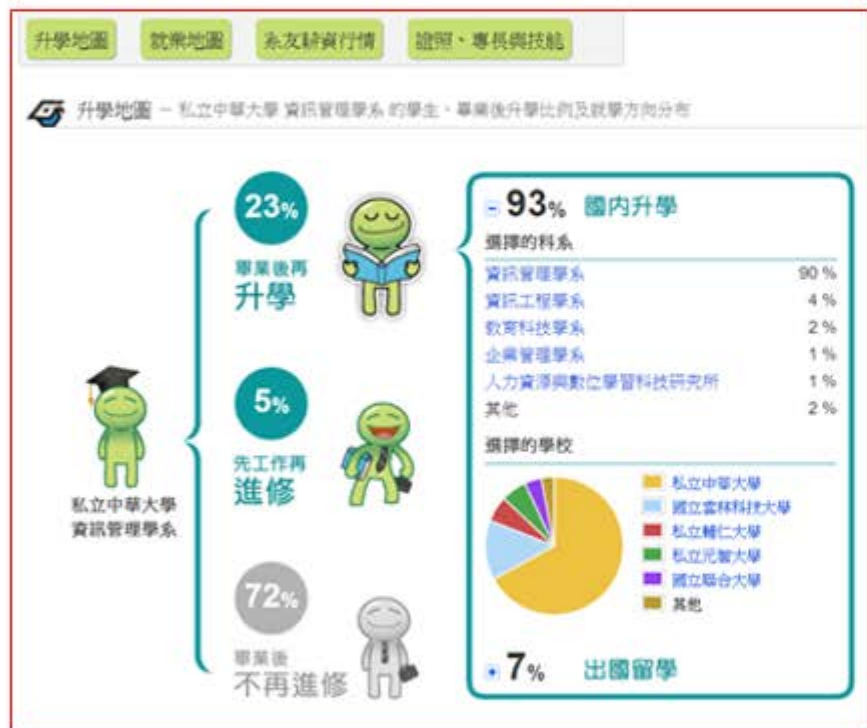 升學地圖 就業地圖 系友薪資行情 證照、專長與技能
升學地圖 － 私立中華大學 資訊管理學系 的學生，畢業後升學比例及就學方向分布
23%
畢業後再
升學
5%
先工作再
進修
72%
畢業後
不再進修
私立中華大學
資訊管理學系
93% 國內升學
選擇的科系
資訊管理學系 90 %
資訊工程學系 4 %
教育科技學系 2 %
企業管理學系 1 %
人力資源與數位學習科技研究所 1 %
其他 2 %
選擇的學校
私立中華大學
國立雲林科技大學
私立輔仁大學
私立元智大學
國立聯合大學
其他
7% 出國留學